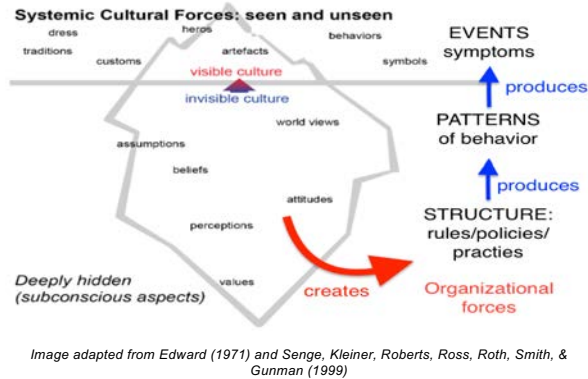 Systemic Cultural Forces: seen and unseen
dress
heros
behaviors
traditions
customs
artefacts
symbols
visible culture
invisible culture
world views
assumptions
beliefs
attitudes
perceptions
values
Deeply hidden
(subconscious aspects)
creates
EVENTS
symptoms
produces
PATTERNS
of behavior
produces
STRUCTURE:
rules/policies/
practies
Organizational
forces
Image adapted from Edward (1971) and Senge, Kleiner, Roberts, Ross, Roth, Smith, &
Gunman (1999)